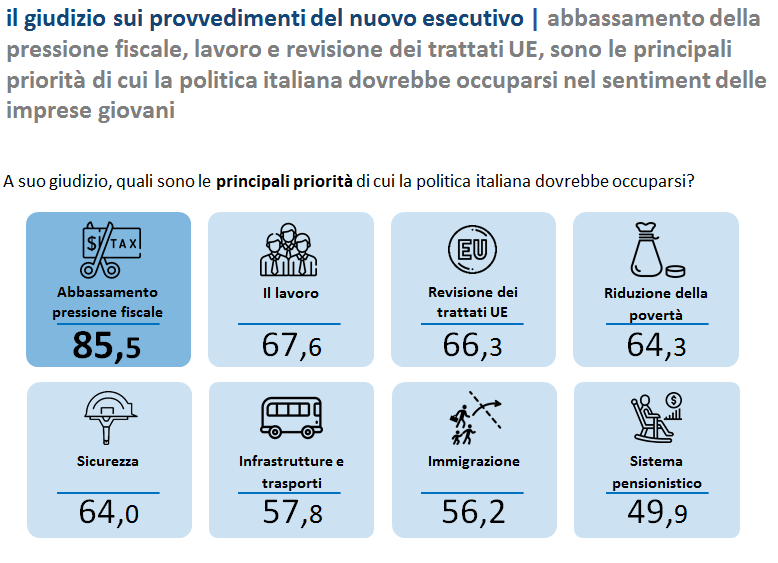 il giudizio sui provvedimenti del nuovo esecutivo | abbassamento della
pressione fiscale, lavoro e revisione dei trattati UE, sono le principali
priorità di cui la politica italiana dovrebbe occuparsi nel sentiment delle
imprese giovani
A suo giudizio, quali sono le principali priorità di cui la politica italiana dovrebbe occuparsi?
$ TAX
Abbassamento
pressione fiscale
85,5
Il lavoro
67,6
EU
Revisione dei
trattati UE
66,3
Riduzione della
povertà
64,3
Sicurezza
64,0
Infrastrutture e
trasporti
57,8
Immigrazione
56,2
$
Sistema
pensionistico
49,9